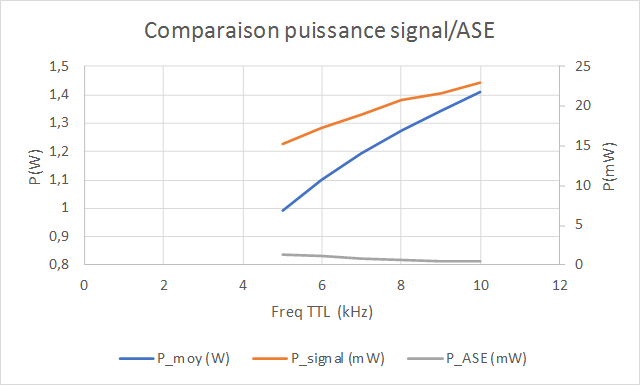 Comparaison puissance signal/ASE
1,5
1,4
1,3
1,2
1,1
1
0,9
0,8
P(W)
25
20
15
10
5
0
P(mW)
0 2 4 6 8 10 12
Freq TTL (kHz)
P_moy (W) P_signal (mW) P_ASE (mW)